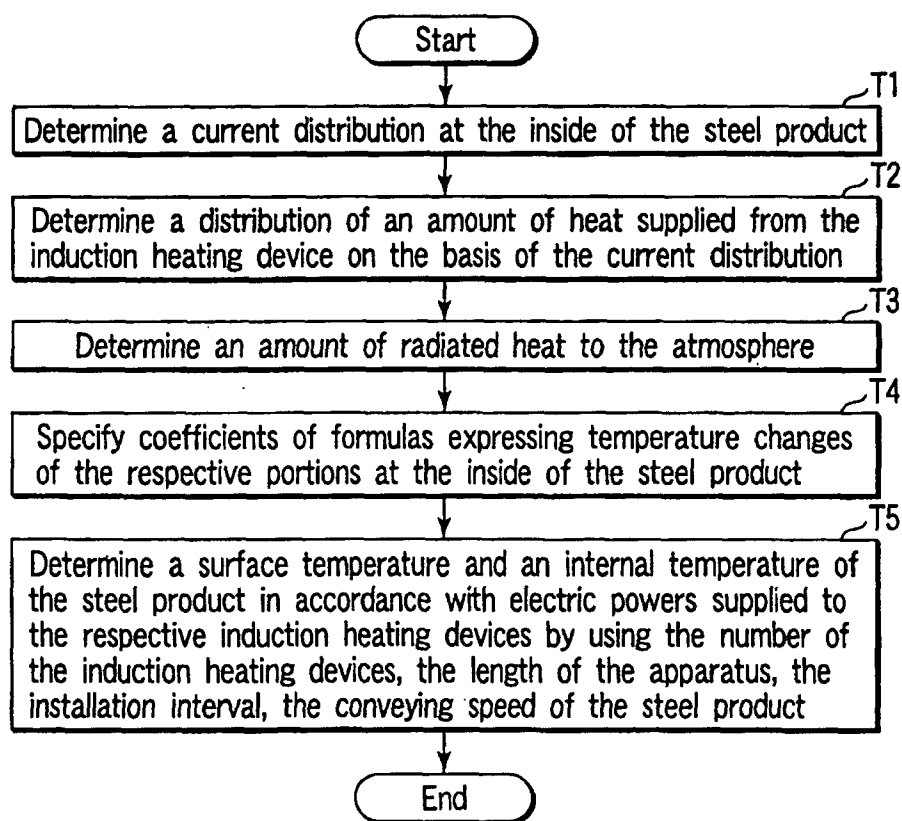 Start
T1
Determine a current distribution at the inside of the steel product
T2
Determine a distribution of an amount of heat supplied from the
induction heating device on the basis of the current distribution
T3
Determine an amount of radiated heat to the atmosphere
T4
Specify coefficients of formulas expressing temperature changes
of the respective portions at the inside of the steel product
T5
Determine a surface temperature and an internal temperature of
the steel product in accordance with electric powers supplied to
the respective induction heating devices by using the number of
the induction heating devices, the length of the apparatus, the
installation interval, the conveying speed of the steel product
End